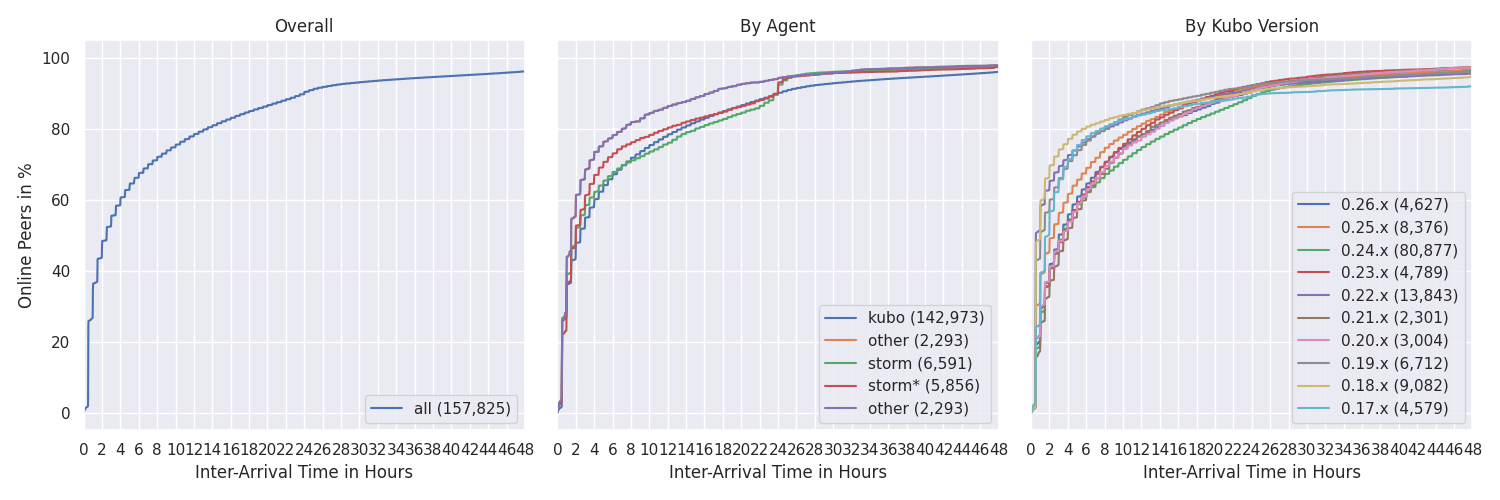 Overall
Online Peers in %
100
80
60
40
20
0
all (157,825)
0 2 4 6 8 10 12 14 16 18 20 22 24 26 28 30 32 34 36 38 40 42 44 46 48
Inter-Arrival Time in Hours
By Agent
kubo (142,973)
other (2,293)
storm (6,591)
storm* (5,856)
other (2,293)
0 2 4 6 8 10 12 14 16 18 20 22 24 26 28 30 32 34 36 38 40 42 44 46 48
Inter-Arrival Time in Hours
By Kubo Version
0.26.x (4,627)
0.25.x (8,376)
0.24.x (80,877)
0.23.x (4,789)
0.22.x (13,843)
0.21.x (2,301)
0.20.x (3,004)
0.19.x (6,712)
0.18.x (9,082)
0.17.x (4,579)
0 2 4 6 8 10 12 14 16 18 20 22 24 26 28 30 32 34 36 38 40 42 44 46 48
Inter-Arrival Time in Hours